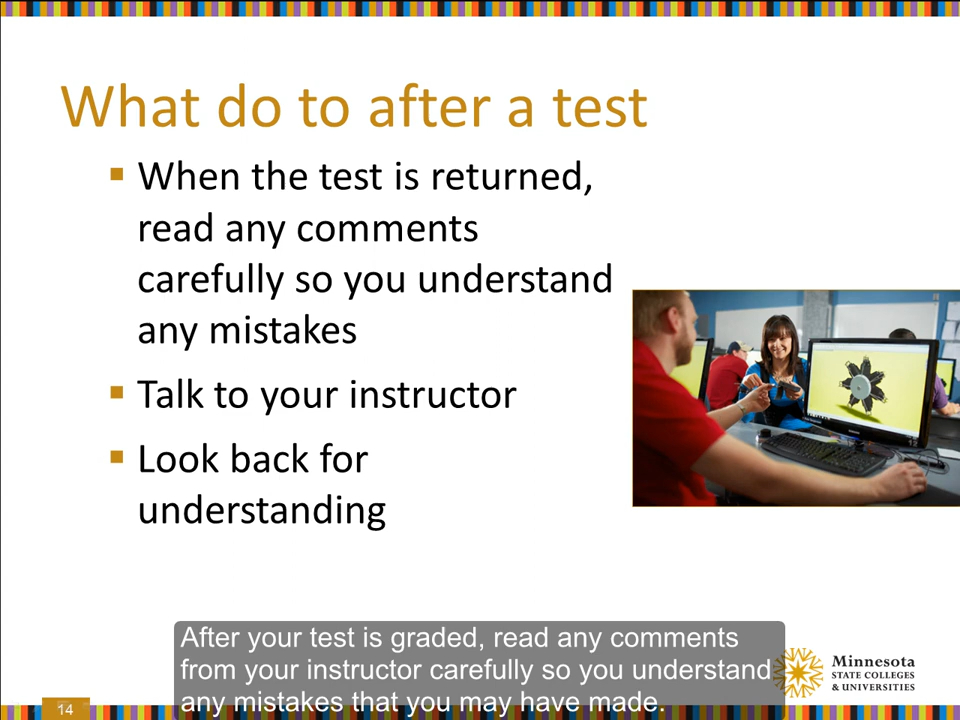 What do to after a test
When the test is returned,
read any comments
carefully so you understand
any mistakes
Talk to your instructor
Look back for
understanding
After your test is graded, read any comments
from your instructor carefully so you understand
any mistakes that you may have made.
Minnesota
STATE COLLEGES
& UNIVERSITIES
14